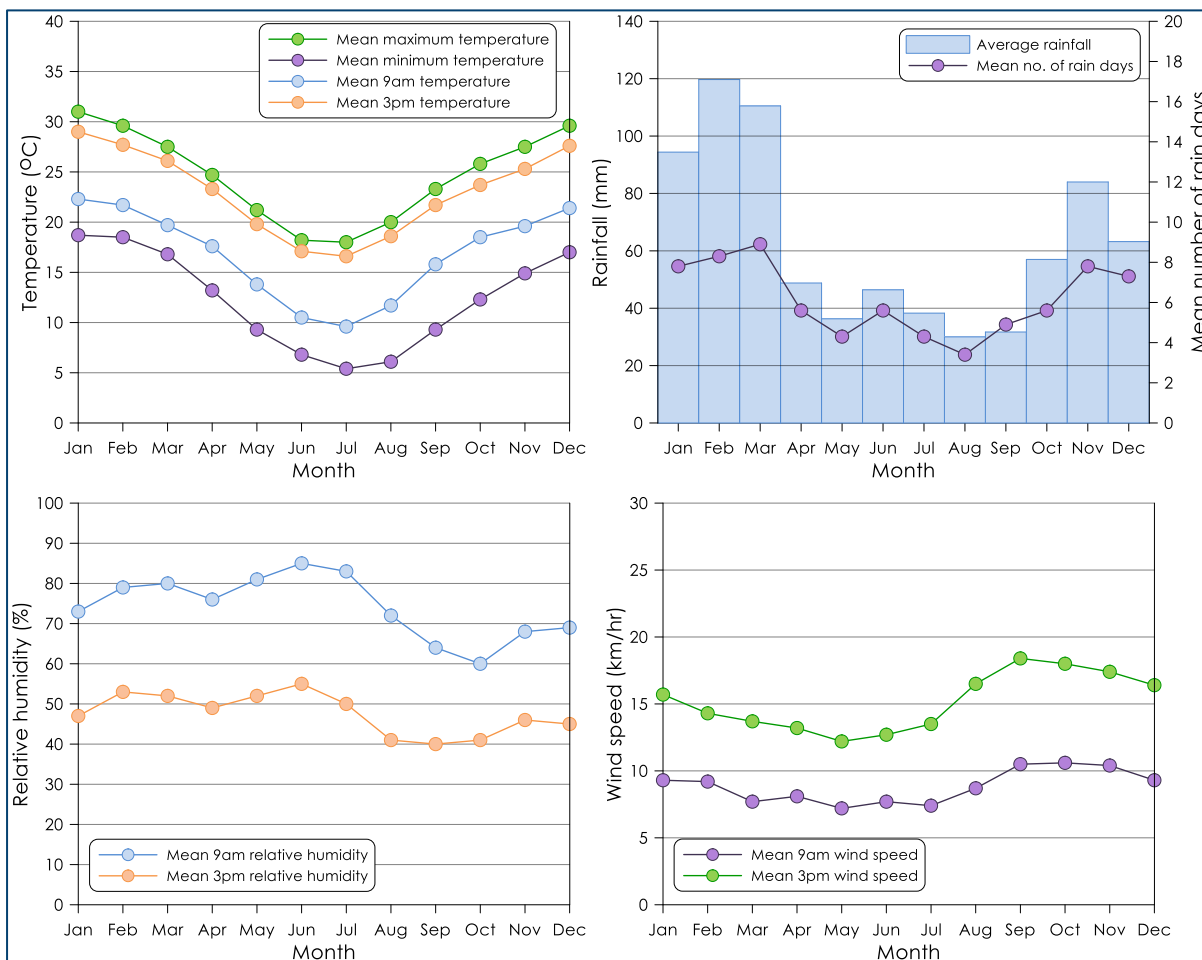 40
35
30
25
20
15
10
5
0
Temperature (OC)
Mean maximum temperature
Mean minimum temperature
Mean 9am temperature
Mean 3pm temperature
Jan Feb Mar Apr May Jun Jul Aug Sep Oct Nov Dec
Month
140
120
100
80
60
40
20
0
Rainfall (mm)
Average rainfall
Mean no. of rain days
20
18
16
14
12
10
8
6
4
2
0
Mean number of rain days
Jan Feb Mar Apr May Jun Jul Aug Sep Oct Nov Dec
Month
100
90
80
70
60
50
40
30
20
10
0
Relative humidity (%)
Mean 9am relative humidity
Mean 3pm relative humidity
Jan Feb Mar Apr May Jun Jul Aug Sep Oct Nov Dec
Month
30
25
20
15
10
5
0
Wind speed (km/hr)
Mean 9am wind speed
Mean 3pm wind speed
Jan Feb Mar Apr May Jun Jul Aug Sep Oct Nov Dec
Month